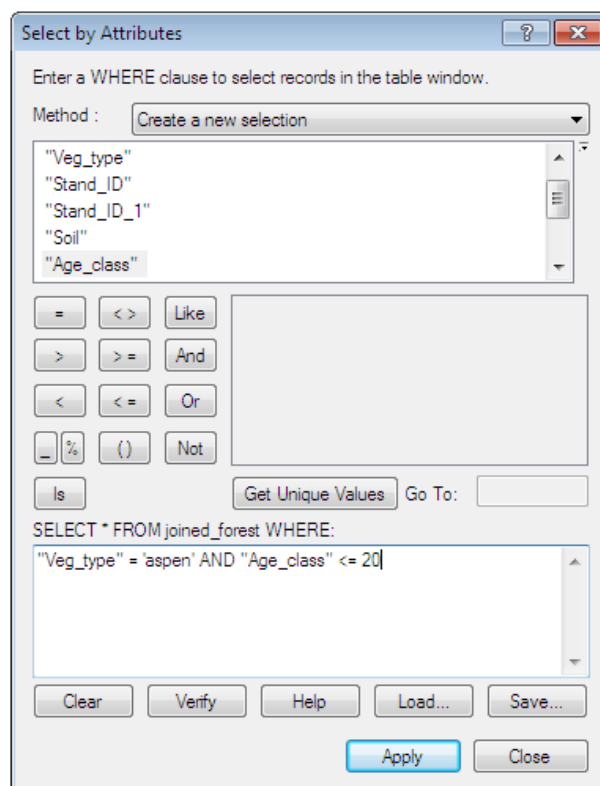 Select by Attributes
Enter a WHERE clause to select records in the table window.
Method : Create a new selection
"Veg_type"
"Stand_ID"
"Stand_ID_1"
"Soil"
"Age_class"
= < > Like
> > = And
< < = Or
_ % ( ) Not
Is Get Unique Values Go To:
SELECT * FROM joined_forest WHERE:
"Veg_type" = 'aspen' AND "Age_class" <= 20
Clear Verify Help Load... Save...
Apply Close